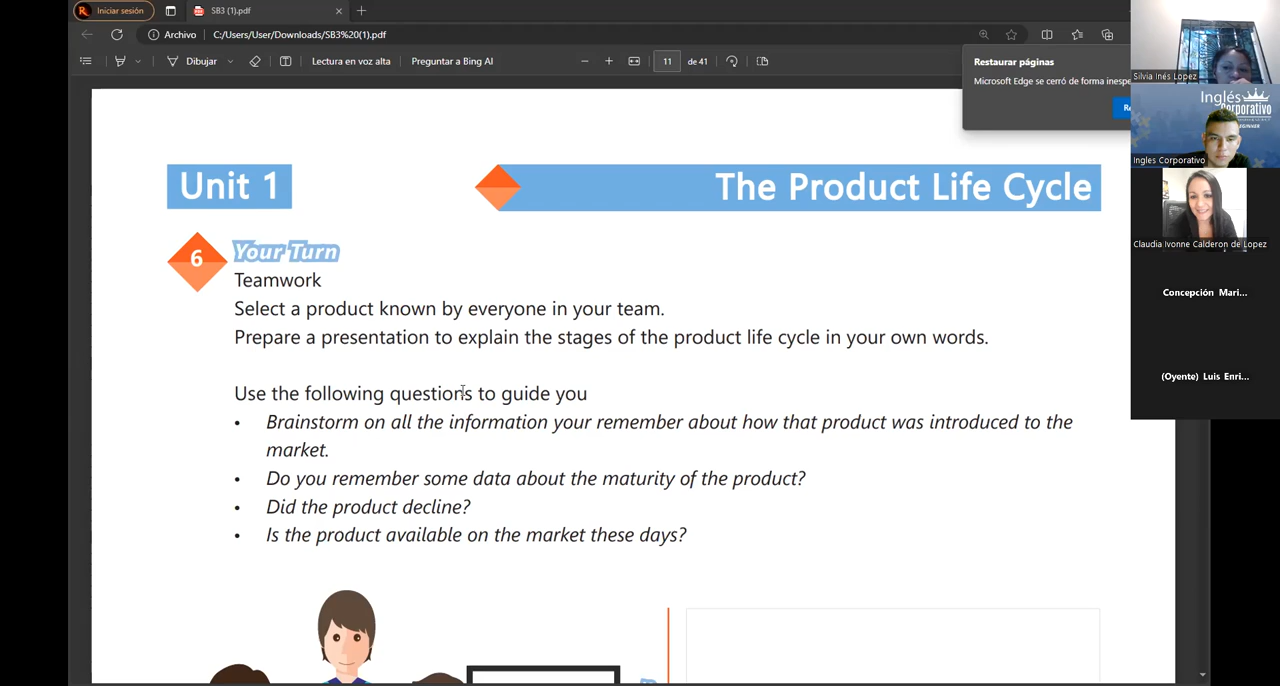 Iniciar sesión
SB3 (1).pdf
Archivo
C:/Users/User/Downloads/SB3%20(1).pdf
Dibujar
Lectura en voz alta
Preguntar a Bing AI
11
de 41
Restaurar páginas
Microsoft Edge se cerró de forma
Silvia Inés Lopez
Inglés
Corporativo
Ingles Corporativo
Claudia Ivonne Calderon de Lopez
Concepción Mari...
(Oyente) Luis Enri...
Unit 1
The Product Life Cycle
6
Your Turn
Teamwork
Select a product known by everyone in your team.
Prepare a presentation to explain the stages of the product life cycle in your own words.
Use the following questions to guide you
• Brainstorm on all the information your remember about how that product was introduced to the
market.
• Do you remember some data about the maturity of the product?
• Did the product decline?
• Is the product available on the market these days?